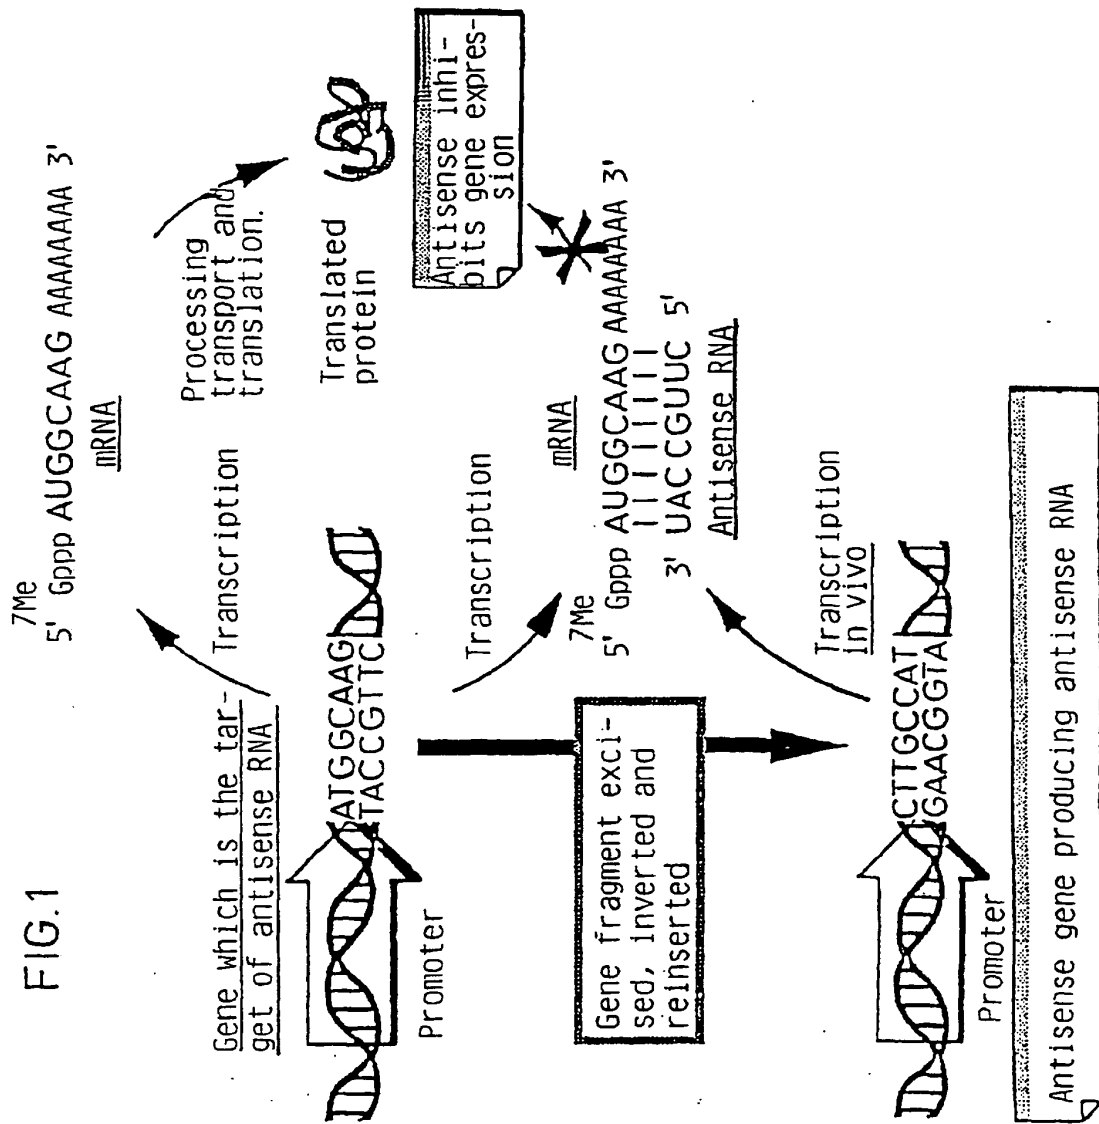 FIG.1
7Me
5' Gppp AUGGCAAG AAAAAAAA 3'
mRNA
Gene which is the tar-
get of antisense RNA
Transcription
Processing
transport and
translation.
ATGGCAAG
TACCGTTC
Promoter
Translated
protein
Antisense inhi-
bits gene expres-
sion
Transcription
mRNA
7Me
5' Gppp AUGGCAAG AAAAAAAA 3'
3' UACCGUUC 5'
Antisense RNA
Gene fragment exci-
sed, inverted and
reinserted
Transcription
in vivo
CTTGCCAT
GAACGGTA
Promoter
Antisense gene producing antisense RNA